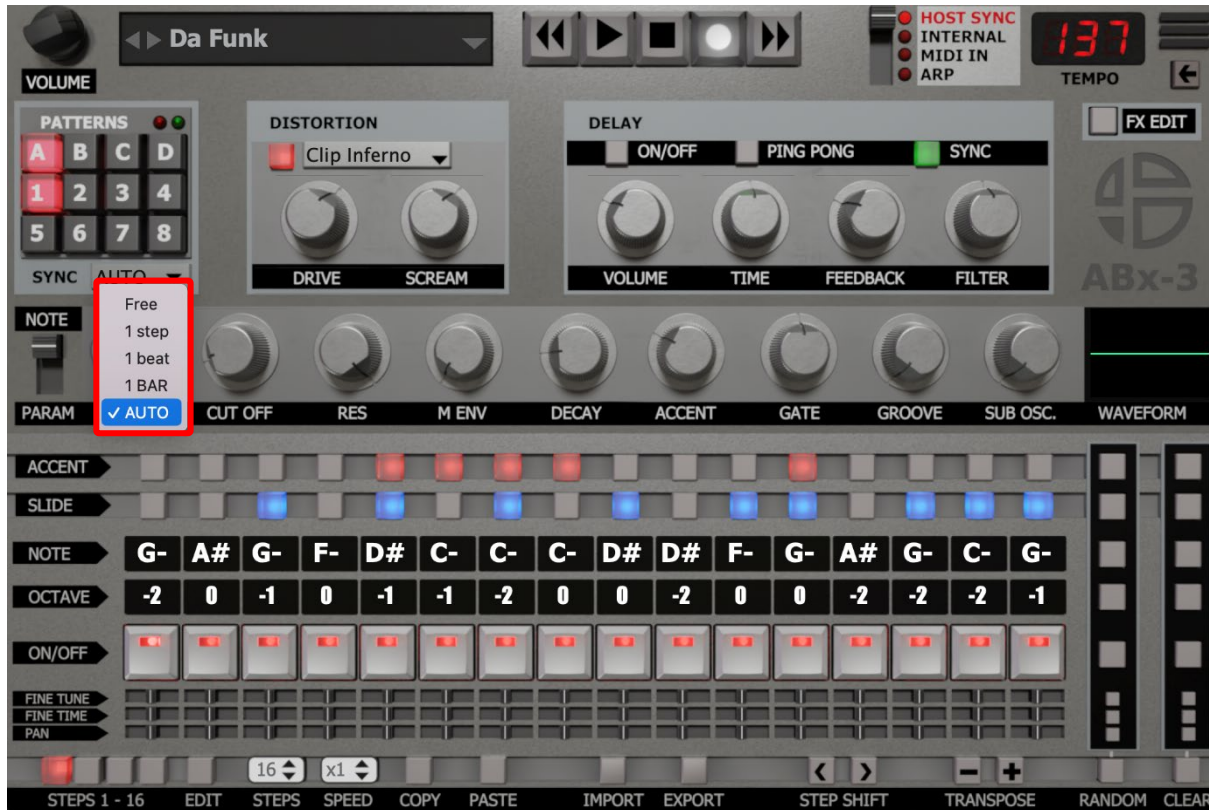 Da Funk
HOST SYNC
INTERNAL
MIDI IN
ARP
137
VOLUME
TEMPO
PATTERNS
A B C D
1 2 3 4
5 6 7 8
SYNC AUTO
DISTORTION
Clip Inferno
DRIVE SCREAM
DELAY
ON/OFF PING PONG SYNC
VOLUME TIME FEEDBACK FILTER
FX EDIT
ABx-3
Free
1 step
1 beat
1 BAR
✓ AUTO
NOTE
PARAM CUT OFF RES M ENV DECAY ACCENT GATE GROOVE SUB OSC. WAVEFORM
ACCENT
SLIDE
NOTE G- A# G- F- D# C- C- C- D# D# F- G- A# G- C- G-
OCTAVE -2 0 -1 0 -1 -1 -2 0 0 -2 0 0 -2 -2 -2 -1
ON/OFF
FINE TUNE
FINE TIME
PAN
16 x1
STEPS 1 - 16 EDIT STEPS SPEED COPY PASTE IMPORT EXPORT STEP SHIFT TRANSPOSE RANDOM CLEAR